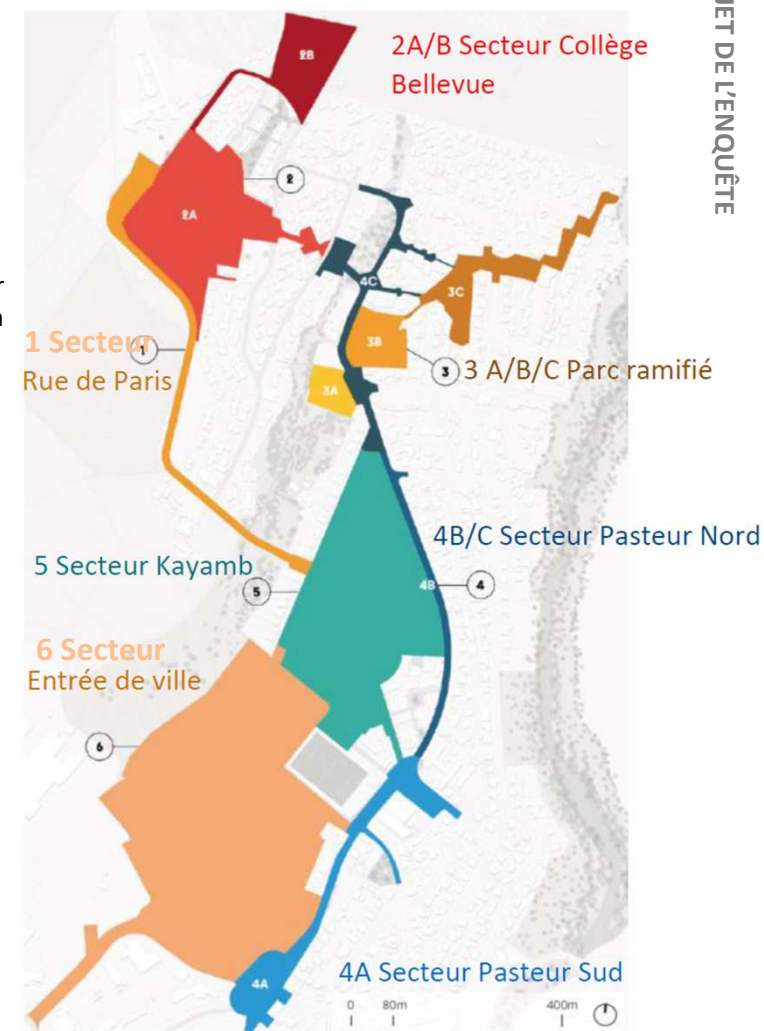 JET DE L'ENQUÊTE
2B
2A/B Secteur Collège
Bellevue
2
2A
4C
3C
1 Secteur
1
Rue de Paris
3B
3
3 A/B/C Parc ramifié
3A
4B/C Secteur Pasteur Nord
5 Secteur Kayamb
5
4B
4
6 Secteur
Entrée de ville
6
4A Secteur Pasteur Sud
4A
0 80m 400m